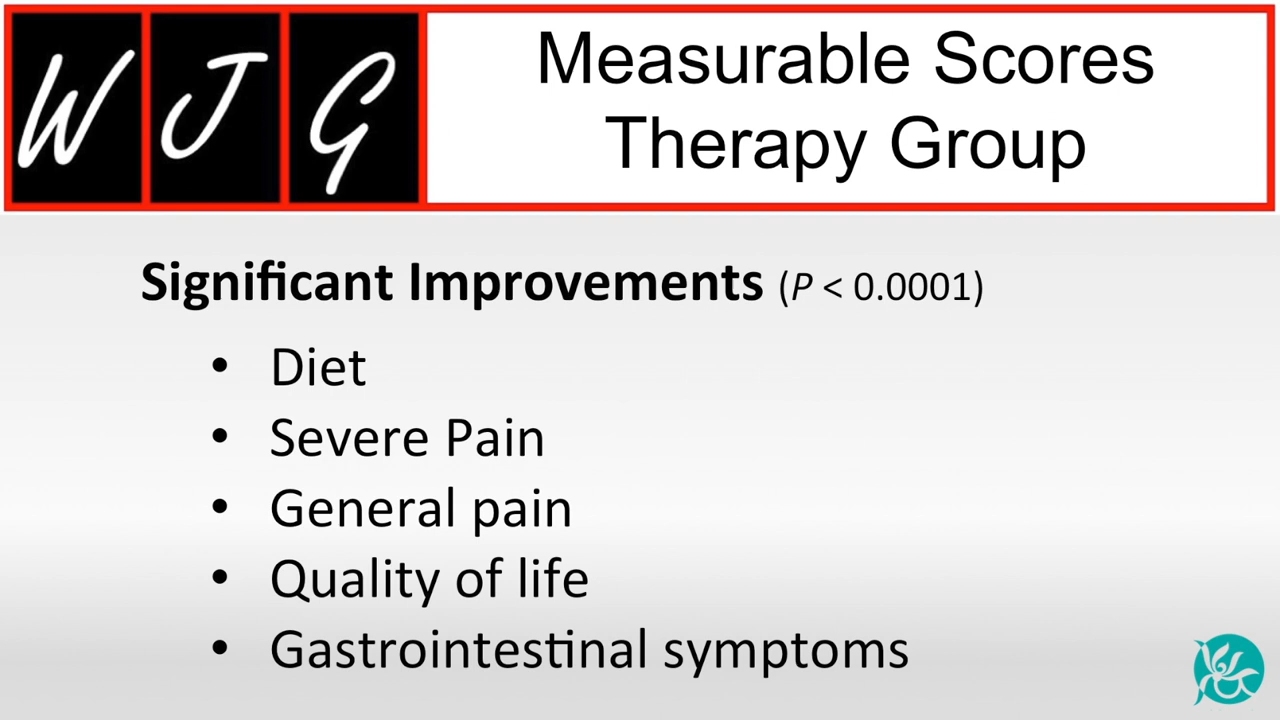 W J G
Measurable Scores
Therapy Group
Significant Improvements (P < 0.0001)
• Diet
• Severe Pain
• General pain
• Quality of life
• Gastrointestinal symptoms